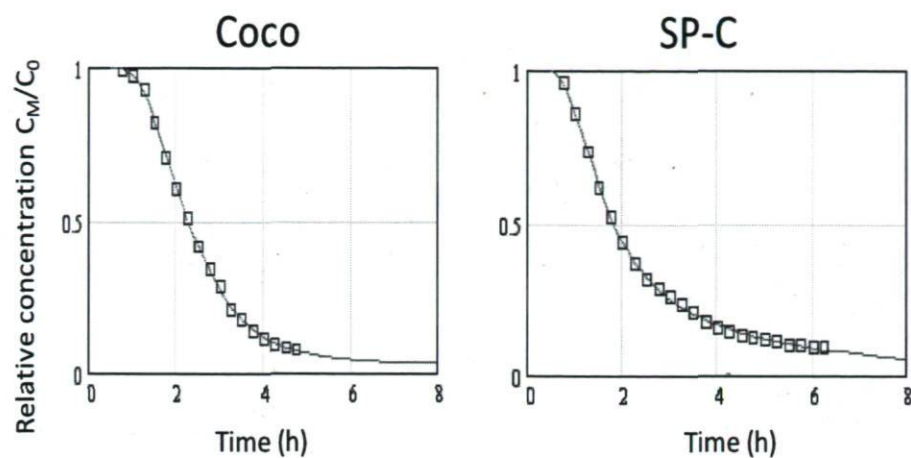 Coco
SP-C
Relative concentration C_M/C_0
1
0.5
0
0 2 4 6 8
Time (h)
1
0.5
0
0 2 4 6 8
Time (h)